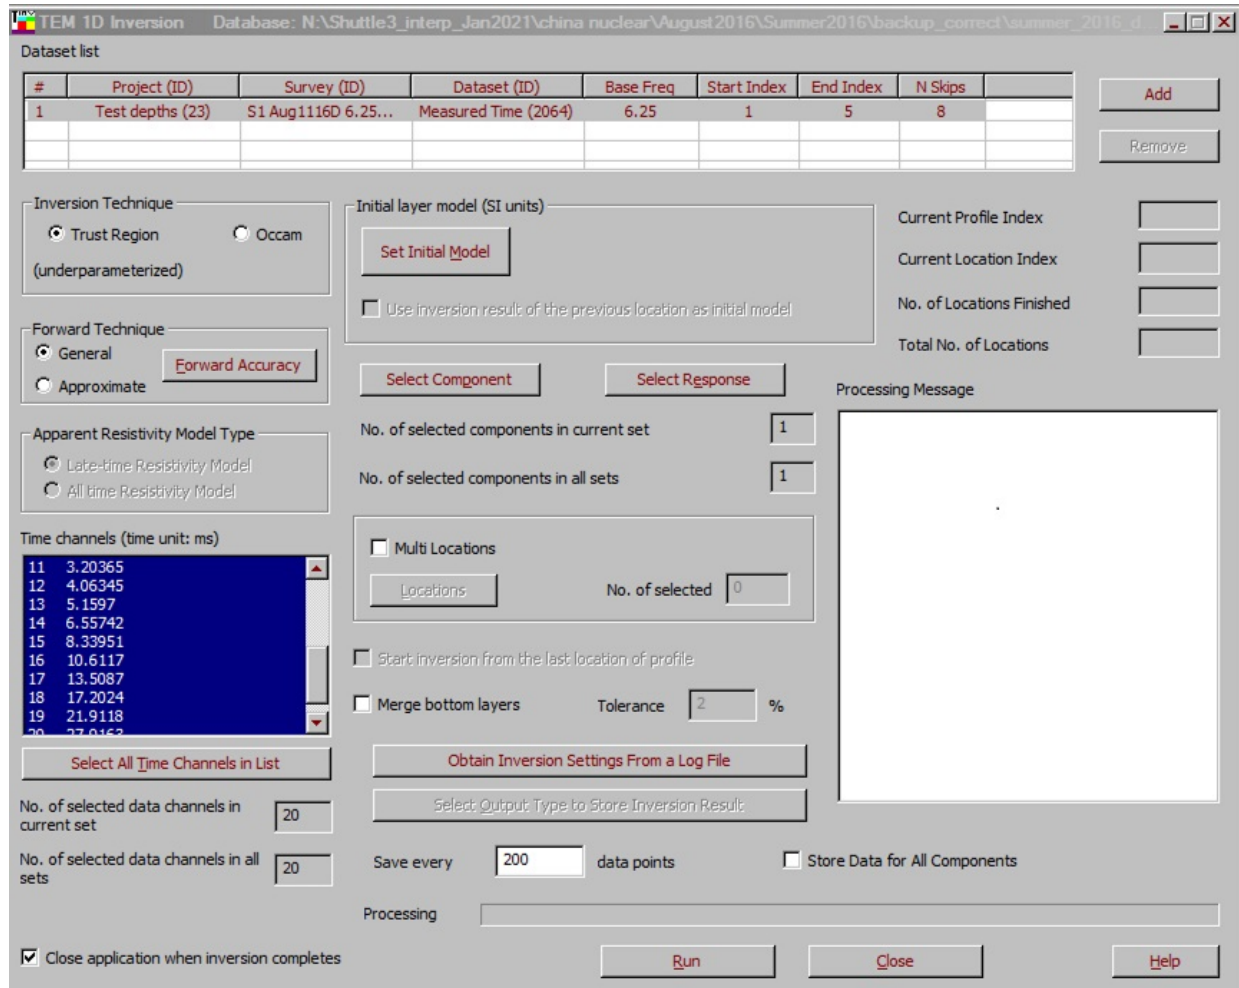 TEM 1D Inversion Database: N:\Shuttle3_interp_Jan2021\china nuclear\August2016\Summer2016\backup_correct\summer_2016_d...
Dataset list
# Project (ID) Survey (ID) Dataset (ID) Base Freq Start Index End Index N Skips
1 Test depths (23) S1 Aug1116D 6.25... Measured Time (2064) 6.25 1 5 8
Add
Remove
Inversion Technique
Trust Region Occam
(underparameterized)
Initial layer model (SI units)
Set Initial Model
Use inversion result of the previous location as initial model
Current Profile Index
Current Location Index
No. of Locations Finished
Total No. of Locations
Forward Technique
General
Approximate
Forward Accuracy
Select Component Select Response
Processing Message
Apparent Resistivity Model Type
Late-time Resistivity Model
All time Resistivity Model
No. of selected components in current set 1
No. of selected components in all sets 1
Time channels (time unit: ms)
11 3.20365
12 4.06345
13 5.1597
14 6.55742
15 8.33951
16 10.6117
17 13.5087
18 17.2024
19 21.9118
20 27.9163
Select All Time Channels in List
Multi Locations
Locations No. of selected 0
Start inversion from the last location of profile
Merge bottom layers Tolerance 2 %
Obtain Inversion Settings From a Log File
Select Output Type to Store Inversion Result
No. of selected data channels in
current set 20
No. of selected data channels in all
sets 20
Save every 200 data points
Store Data for All Components
Processing
Close application when inversion completes
Run Close Help